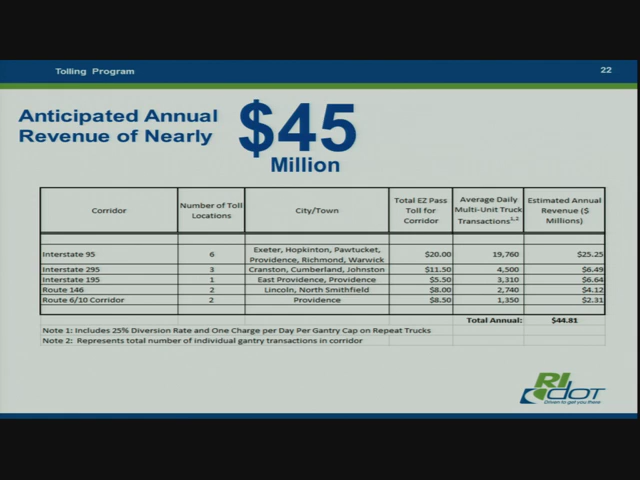 Tolling Program
22
Anticipated Annual
Revenue of Nearly
$45
Million
Corridor
Number of Toll Locations
City/Town
Total EZ Pass Toll for Corridor
Average Daily Multi-Unit Truck Transactions1,2
Estimated Annual Revenue ($ Millions)
Interstate 95 6 Exeter, Hopkinton, Pawtucket, Providence, Richmond, Warwick $20.00 19,760 $25.25
Interstate 295 3 Cranston, Cumberland, Johnston $11.50 4,500 $6.49
Interstate 195 1 East Providence, Providence $5.50 3,310 $6.64
Route 146 2 Lincoln, North Smithfield $8.00 2,740 $4.12
Route 6/10 Corridor 2 Providence $8.50 1,350 $2.31
Total Annual: $44.81
Note 1: Includes 25% Diversion Rate and One Charge per Day Per Gantry Cap on Repeat Trucks
Note 2: Represents total number of individual gantry transactions in corridor
RI
DOT
Driven to get you there